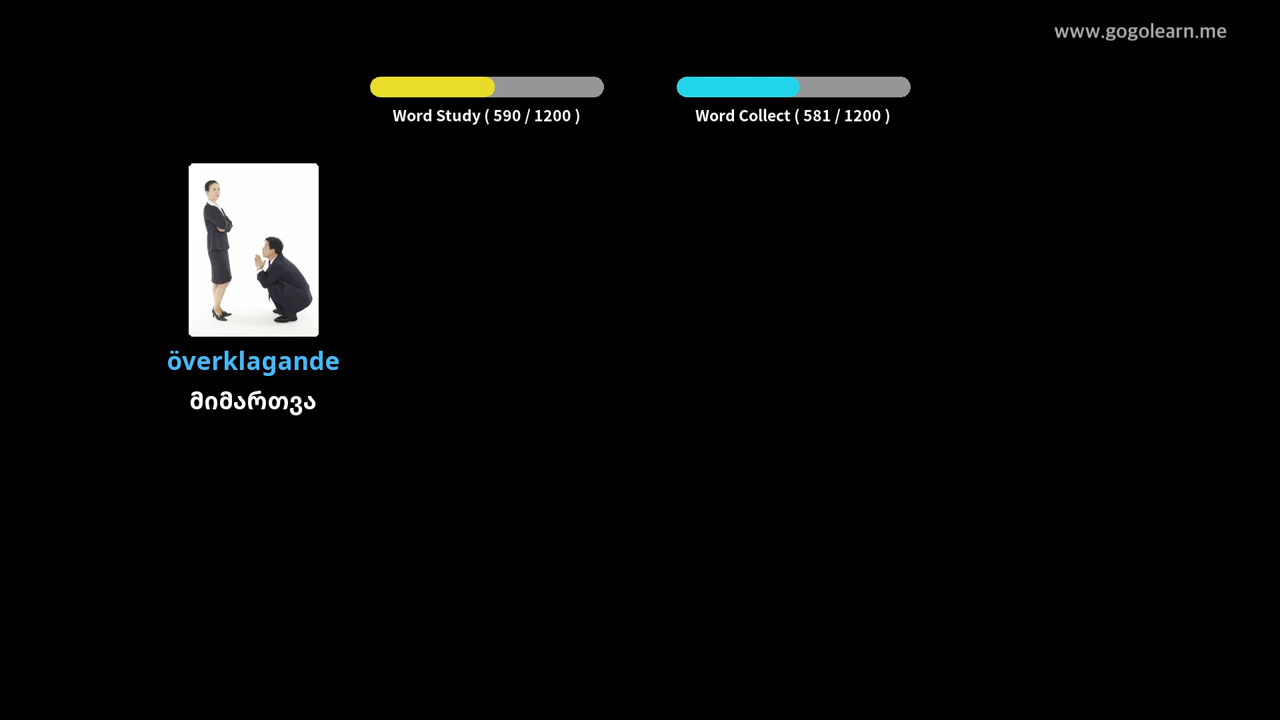 www.gogolearn.me
Word Study ( 590 / 1200 )
Word Collect ( 581 / 1200 )
överklagande
მიმართვა